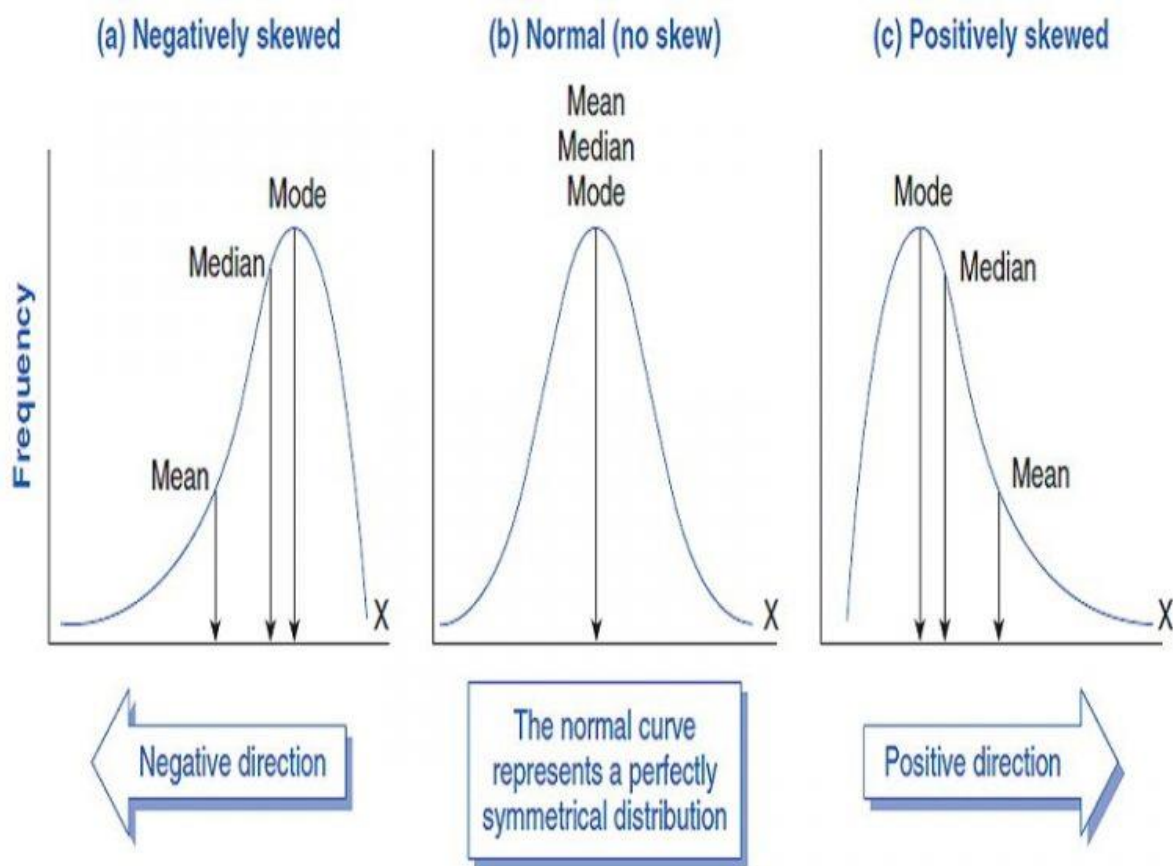 (a) Negatively skewed
(b) Normal (no skew)
(c) Positively skewed
Frequency
Mode
Median
Mean
X
Mean
Median
Mode
X
Mode
Median
Mean
X
Negative direction
The normal curve
represents a perfectly
symmetrical distribution
Positive direction